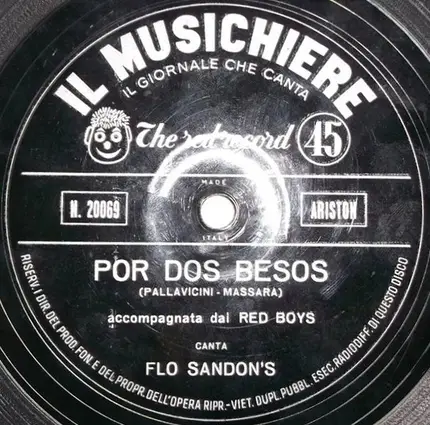 IL MUSICHIERE
IL GIORNALE CHE CANTA
The red record 45
MADE
N. 20069
ARISTON
ITALY
POR DOS BESOS
(PALLAVICINI - MASSARA)
accompagnata dai RED BOYS
CANTA
FLO SANDON'S
RISERV. I DIR. DEL PROD. FON. E DEL PROPR. DELL'OPERA RIPR.-VIET. DUPL. PUBBL. ESEC. RADIODIFF. DI QUESTO DISCO